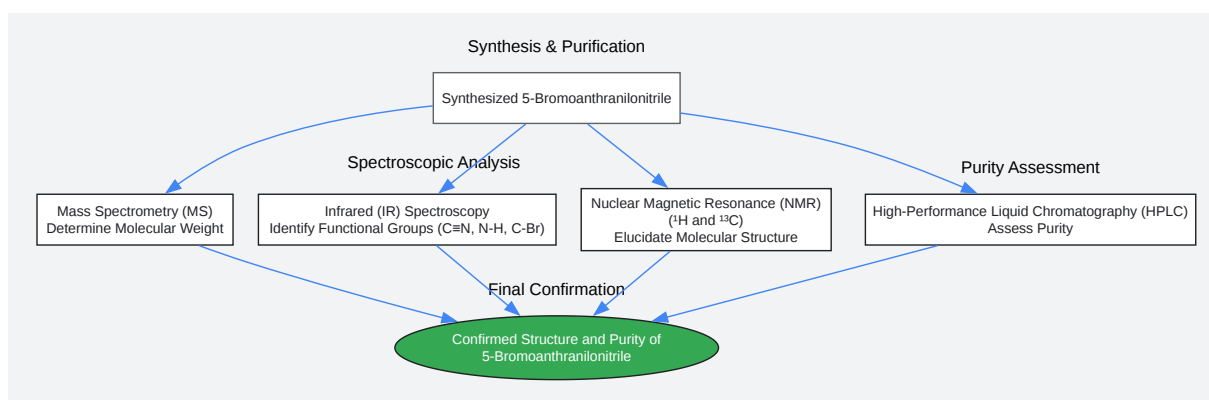 Synthesis & Purification
Synthesized 5-Bromoanthranilonitrile
Spectroscopic Analysis
Purity Assessment
Mass Spectrometry (MS)
Determine Molecular Weight
Infrared (IR) Spectroscopy
Identify Functional Groups (C≡N, N-H, C-Br)
Nuclear Magnetic Resonance (NMR)
(¹H and ¹³C)
Elucidate Molecular Structure
High-Performance Liquid Chromatography (HPLC)
Assess Purity
Final Confirmation
Confirmed Structure and Purity of
5-Bromoanthranilonitrile